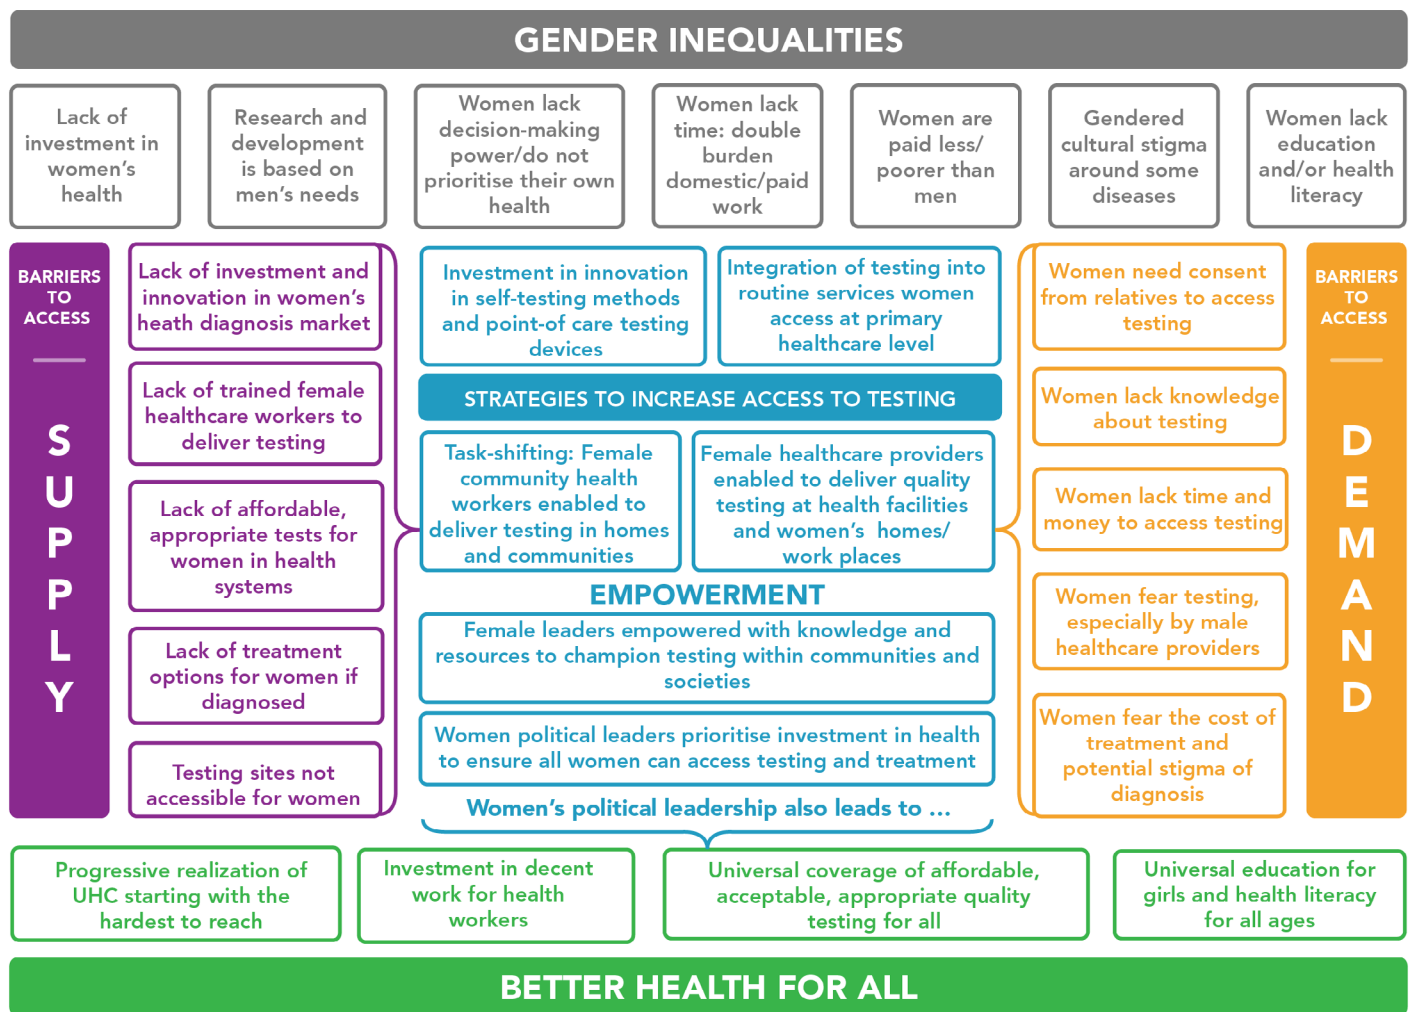 GENDER INEQUALITIES
Lack of
investment in
women's
health
Research and
development
is based on
men's needs
Women lack
decision-making
power/do not
prioritise their own
health
Women lack
time: double
burden
domestic/paid
work
Women are
paid less/
poorer than
men
Gendered
cultural stigma
around some
diseases
Women lack
education
and/or health
literacy
BARRIERS
TO
ACCESS
SUPPLY
Lack of investment and
innovation in women's
heath diagnosis market
Lack of trained female
healthcare workers to
deliver testing
Lack of affordable,
appropriate tests for
women in health
systems
Lack of treatment
options for women if
diagnosed
Testing sites not
accessible for women
Investment in innovation
in self-testing methods
and point-of care testing
devices
Integration of testing into
routine services women
access at primary
healthcare level
STRATEGIES TO INCREASE ACCESS TO TESTING
Task-shifting: Female
community health
workers enabled to
deliver testing in homes
and communities
Female healthcare providers
enabled to deliver quality
testing at health facilities
and women's homes/
work places
EMPOWERMENT
Female leaders empowered with knowledge and
resources to champion testing within communities and
societies
Women political leaders prioritise investment in health
to ensure all women can access testing and treatment
Women's political leadership also leads to ...
Women need consent
from relatives to access
testing
Women lack knowledge
about testing
Women lack time and
money to access testing
Women fear testing,
especially by male
healthcare providers
Women fear the cost of
treatment and
potential stigma of
diagnosis
BARRIERS
TO
ACCESS
DEMAND
Progressive realization of
UHC starting with the
hardest to reach
Investment in decent
work for health
workers
Universal coverage of affordable,
acceptable, appropriate quality
testing for all
Universal education for
girls and health literacy
for all ages
BETTER HEALTH FOR ALL